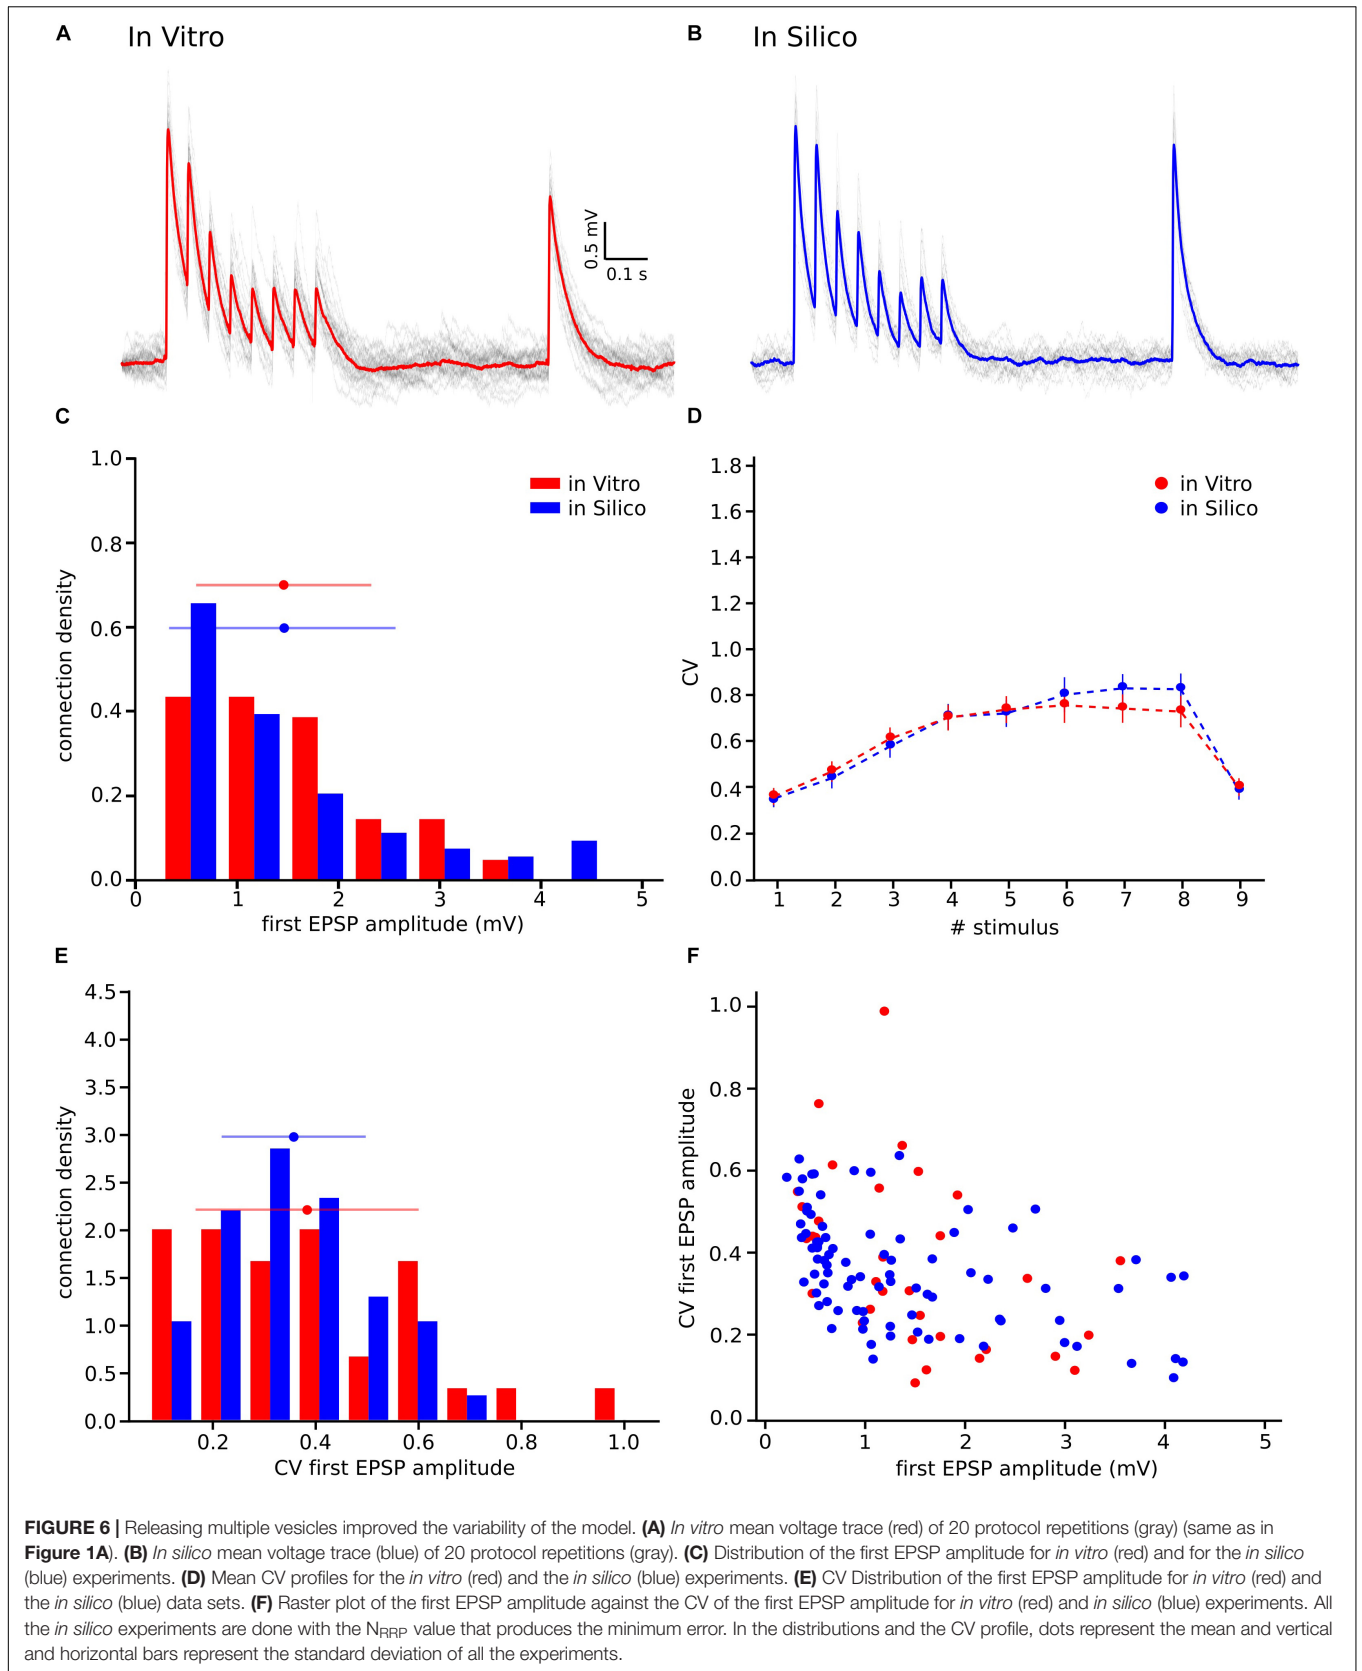 A In Vitro
B In Silico
0.5 mV
0.1 s
C
1.0
0.8
0.6
0.4
0.2
0.0
connection density
in Vitro
in Silico
0 1 2 3 4 5
first EPSP amplitude (mV)
D
1.8
1.6
1.4
1.2
1.0
0.8
0.6
0.4
0.2
0.0
CV
in Vitro
in Silico
1 2 3 4 5 6 7 8 9
# stimulus
E
4.5
4.0
3.5
3.0
2.5
2.0
1.5
1.0
0.5
0.0
connection density
0.2 0.4 0.6 0.8 1.0
CV first EPSP amplitude
F
1.0
0.8
0.6
0.4
0.2
0.0
CV first EPSP amplitude
0 1 2 3 4 5
first EPSP amplitude (mV)
FIGURE 6 | Releasing multiple vesicles improved the variability of the model. (A) In vitro mean voltage trace (red) of 20 protocol repetitions (gray) (same as in
Figure 1A). (B) In silico mean voltage trace (blue) of 20 protocol repetitions (gray). (C) Distribution of the first EPSP amplitude for in vitro (red) and for the in silico
(blue) experiments. (D) Mean CV profiles for the in vitro (red) and the in silico (blue) experiments. (E) CV Distribution of the first EPSP amplitude for in vitro (red) and
the in silico (blue) data sets. (F) Raster plot of the first EPSP amplitude against the CV of the first EPSP amplitude for in vitro (red) and in silico (blue) experiments. All
the in silico experiments are done with the NRRP value that produces the minimum error. In the distributions and the CV profile, dots represent the mean and vertical
and horizontal bars represent the standard deviation of all the experiments.